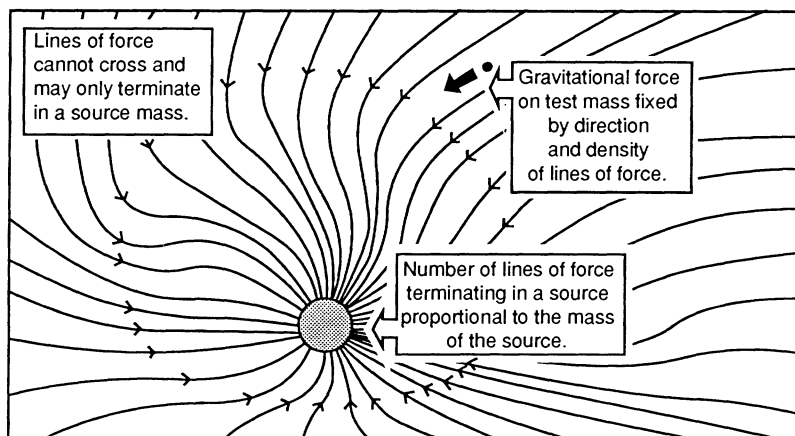 Lines of force
cannot cross and
may only terminate
in a source mass.
Gravitational force
on test mass fixed
by direction
and density
of lines of force.
Number of lines of force
terminating in a source
proportional to the mass
of the source.